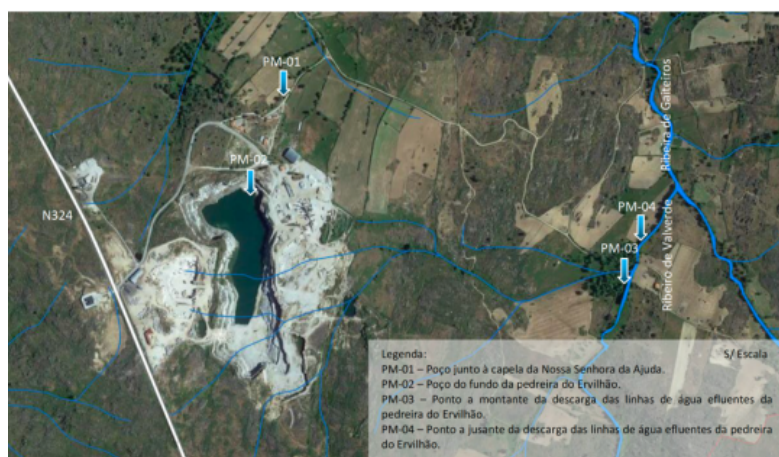 PM-01
Ribeira de Gaiteiros
PM-02
N324
PM-04
PM-03
Ribeiro de Valverde
Legenda: S/ Escala
PM-01 – Poço junto à capela da Nossa Senhora da Ajuda.
PM-02 – Poço do fundo da pedreira do Ervilhão.
PM-03 – Ponto a montante da descarga das linhas de água efluentes da
pedreira do Ervilhão.
PM-04 – Ponto a jusante da descarga das linhas de água efluentes da pedreira
do Ervilhão.